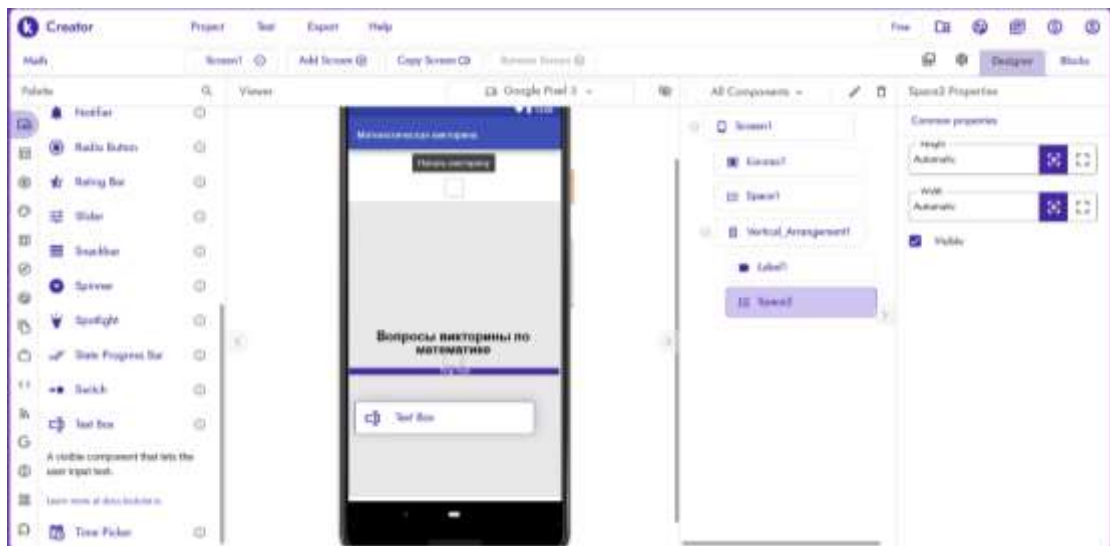 Creator
Project
Test
Export
Help
Free
Math
Screen1
Add Screen
Copy Screen
Remove Screen
Designer
Blocks
Palette
Viewer
Google Pixel 3
All Components
Space2 Properties
Notifier
Radio Button
Rating Bar
Slider
Snackbar
Spinner
Spotlight
State Progress Bar
Switch
Text Box
A visible component that lets the
user input text.
Time Picker
Математическая викторина
Начать викторину
Вопросы викторины по
математике
Text Box
Screen1
Space1
Vertical_Arrangement1
Label1
Space2
Common properties
Height
Automatic
Width
Automatic
Visible